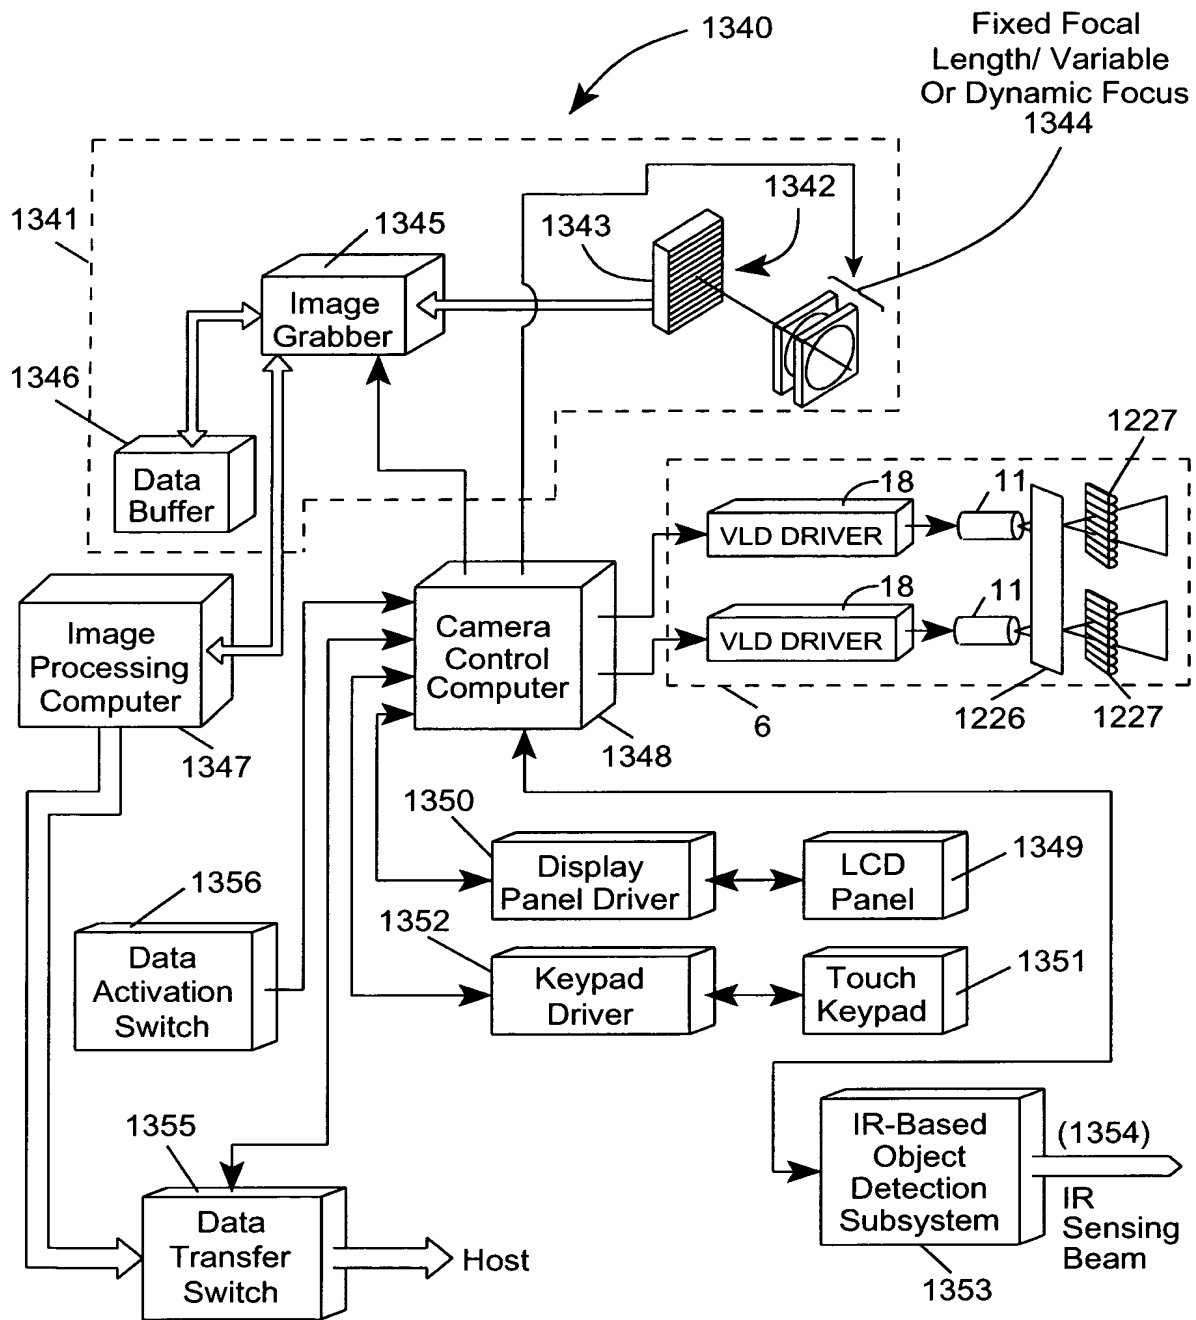 1340
Fixed Focal
Length/ Variable
Or Dynamic Focus
1344
1341
1345
1343
1342
Image
Grabber
1346
Data
Buffer
1227
18
11
VLD DRIVER
18
11
VLD DRIVER
Image
Processing
Computer
Camera
Control
Computer
6
1226
1227
1347
1348
1350
Display
Panel Driver
LCD
Panel
1349
1356
Data
Activation
Switch
1352
Keypad
Driver
Touch
Keypad
1351
1355
Data
Transfer
Switch
Host
IR-Based
Object
Detection
Subsystem
(1354)
IR
Sensing
Beam
1353